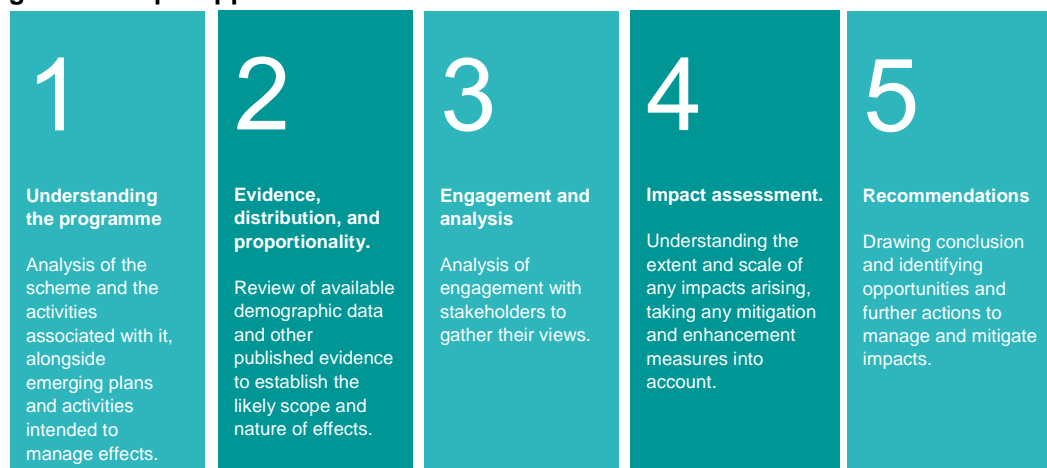 1
Understanding
the programme
Analysis of the
scheme and the
activities
associated with it,
alongside
emerging plans
and activities
intended to
manage effects.
2
Evidence,
distribution, and
proportionality.
Review of available
demographic data
and other
published evidence
to establish the
likely scope and
nature of effects.
3
Engagement and
analysis
Analysis of
engagement with
stakeholders to
gather their views.
4
Impact assessment.
Understanding the
extent and scale of
any impacts arising,
taking any mitigation
and enhancement
measures into
account.
5
Recommendations
Drawing conclusion
and identifying
opportunities and
further actions to
manage and mitigate
impacts.